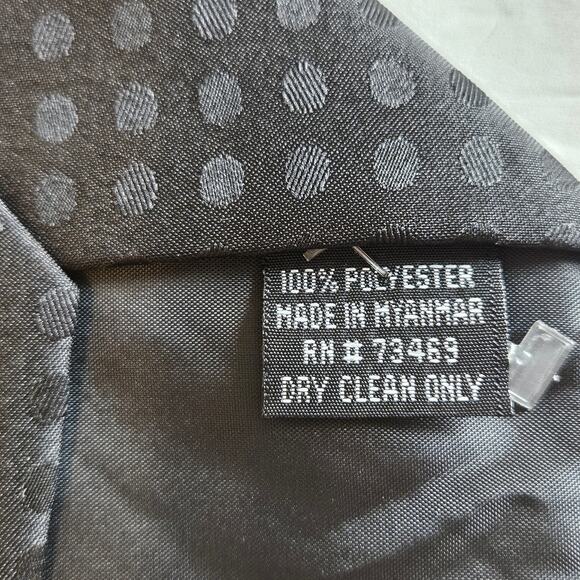 100% POLYESTER
MADE IN MYANMAR
RN # 73469
DRY CLEAN ONLY